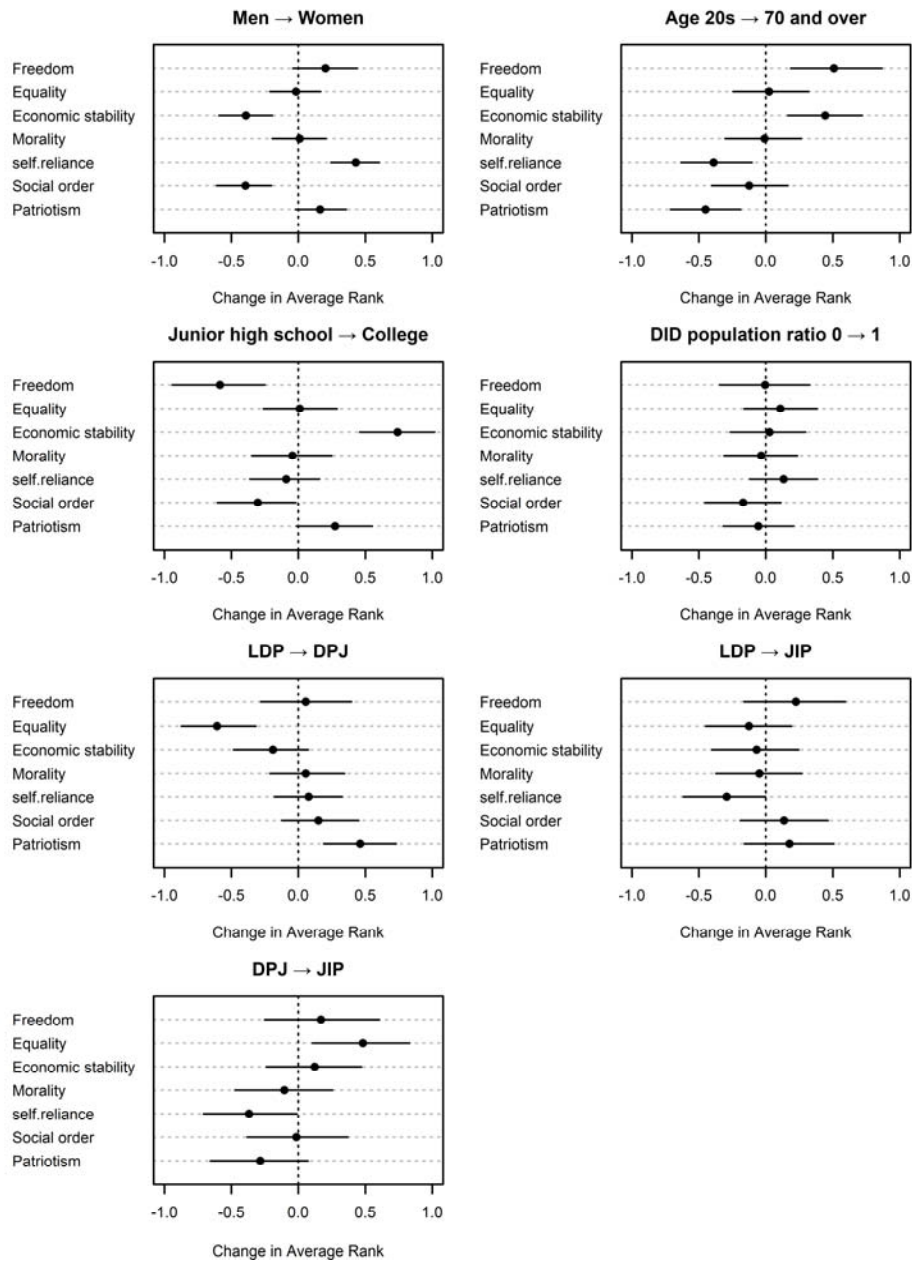 Men → Women
Freedom
Equality
Economic stability
Morality
self.reliance
Social order
Patriotism
-1.0 -0.5 0.0 0.5 1.0
Change in Average Rank
Age 20s → 70 and over
Freedom
Equality
Economic stability
Morality
self.reliance
Social order
Patriotism
-1.0 -0.5 0.0 0.5 1.0
Change in Average Rank
Junior high school → College
Freedom
Equality
Economic stability
Morality
self.reliance
Social order
Patriotism
-1.0 -0.5 0.0 0.5 1.0
Change in Average Rank
DID population ratio 0 → 1
Freedom
Equality
Economic stability
Morality
self.reliance
Social order
Patriotism
-1.0 -0.5 0.0 0.5 1.0
Change in Average Rank
LDP → DPJ
Freedom
Equality
Economic stability
Morality
self.reliance
Social order
Patriotism
-1.0 -0.5 0.0 0.5 1.0
Change in Average Rank
LDP → JIP
Freedom
Equality
Economic stability
Morality
self.reliance
Social order
Patriotism
-1.0 -0.5 0.0 0.5 1.0
Change in Average Rank
DPJ → JIP
Freedom
Equality
Economic stability
Morality
self.reliance
Social order
Patriotism
-1.0 -0.5 0.0 0.5 1.0
Change in Average Rank